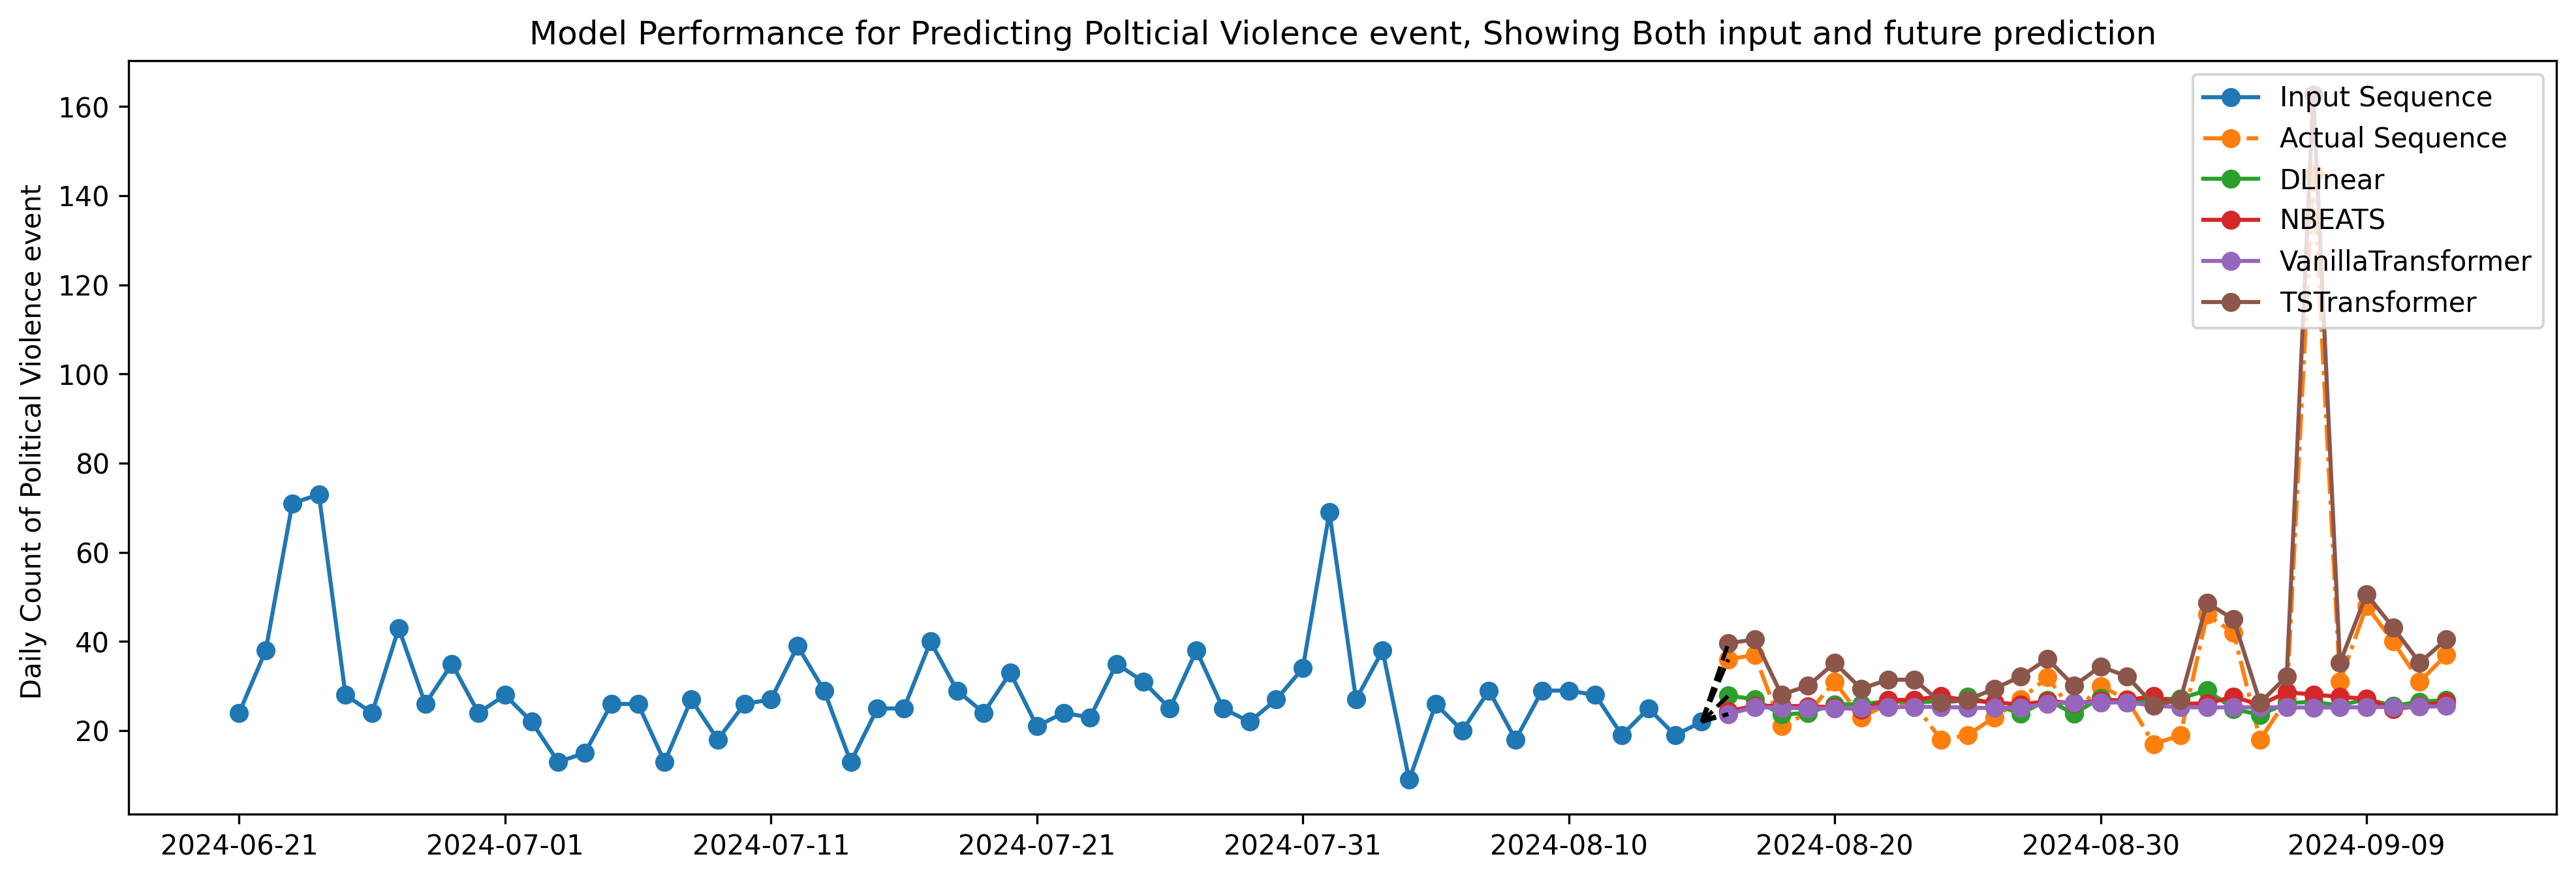 Model Performance for Predicting Polticial Violence event, Showing Both input and future prediction
Daily Count of Political Violence event
160
140
120
100
80
60
40
20
Input Sequence
Actual Sequence
DLinear
NBEATS
VanillaTransformer
TSTransformer
2024-06-21
2024-07-01
2024-07-11
2024-07-21
2024-07-31
2024-08-10
2024-08-20
2024-08-30
2024-09-09